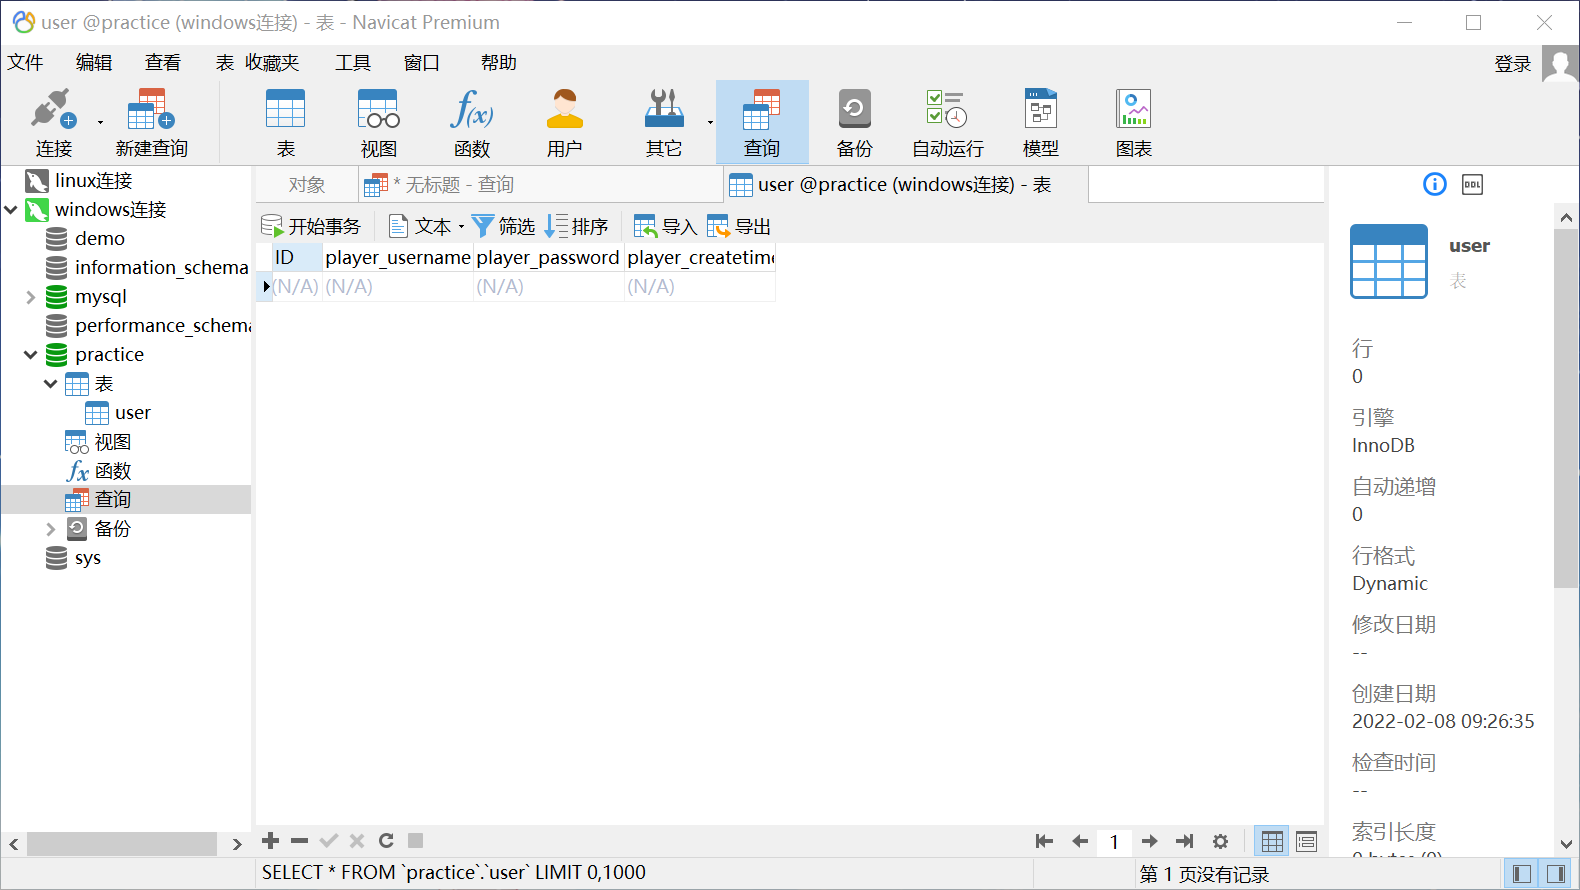 user @practice (windows连接) - 表 - Navicat Premium
文件 编辑 查看 表 收藏夹 工具 窗口 帮助 登录
连接 新建查询 表 视图 函数 用户 其它 查询 备份 自动运行 模型 图表
f(x)
linux连接
windows连接
demo
information_schema
mysql
performance_schema
practice
表
user
视图
fx 函数
查询
备份
sys
对象 * 无标题 - 查询 user @practice (windows连接) - 表
开始事务 文本 筛选 排序 导入 导出
ID player_username player_password player_createtime
(N/A) (N/A) (N/A) (N/A)
1
SELECT * FROM `practice`.`user` LIMIT 0,1000
第 1 页没有记录
DDL
user
表
行
0
引擎
InnoDB
自动递增
0
行格式
Dynamic
修改日期
--
创建日期
2022-02-08 09:26:35
检查时间
--
索引长度
0 bytes (0)